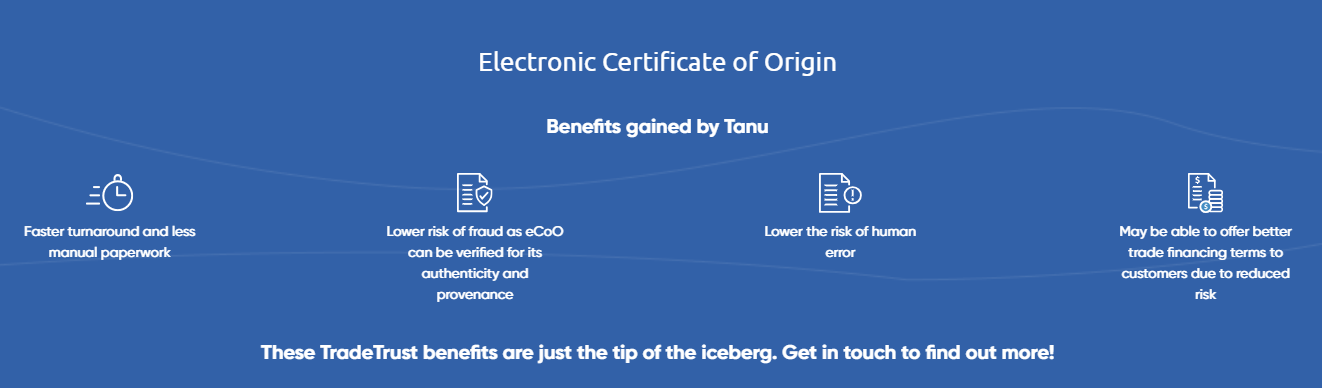 Electronic Certificate of Origin
Benefits gained by Tanu
Faster turnaround and less
manual paperwork
Lower risk of fraud as eCoO
can be verified for its
authenticity and
provenance
Lower the risk of human
error
May be able to offer better
trade financing terms to
customers due to reduced
risk
These TradeTrust benefits are just the tip of the iceberg. Get in touch to find out more!